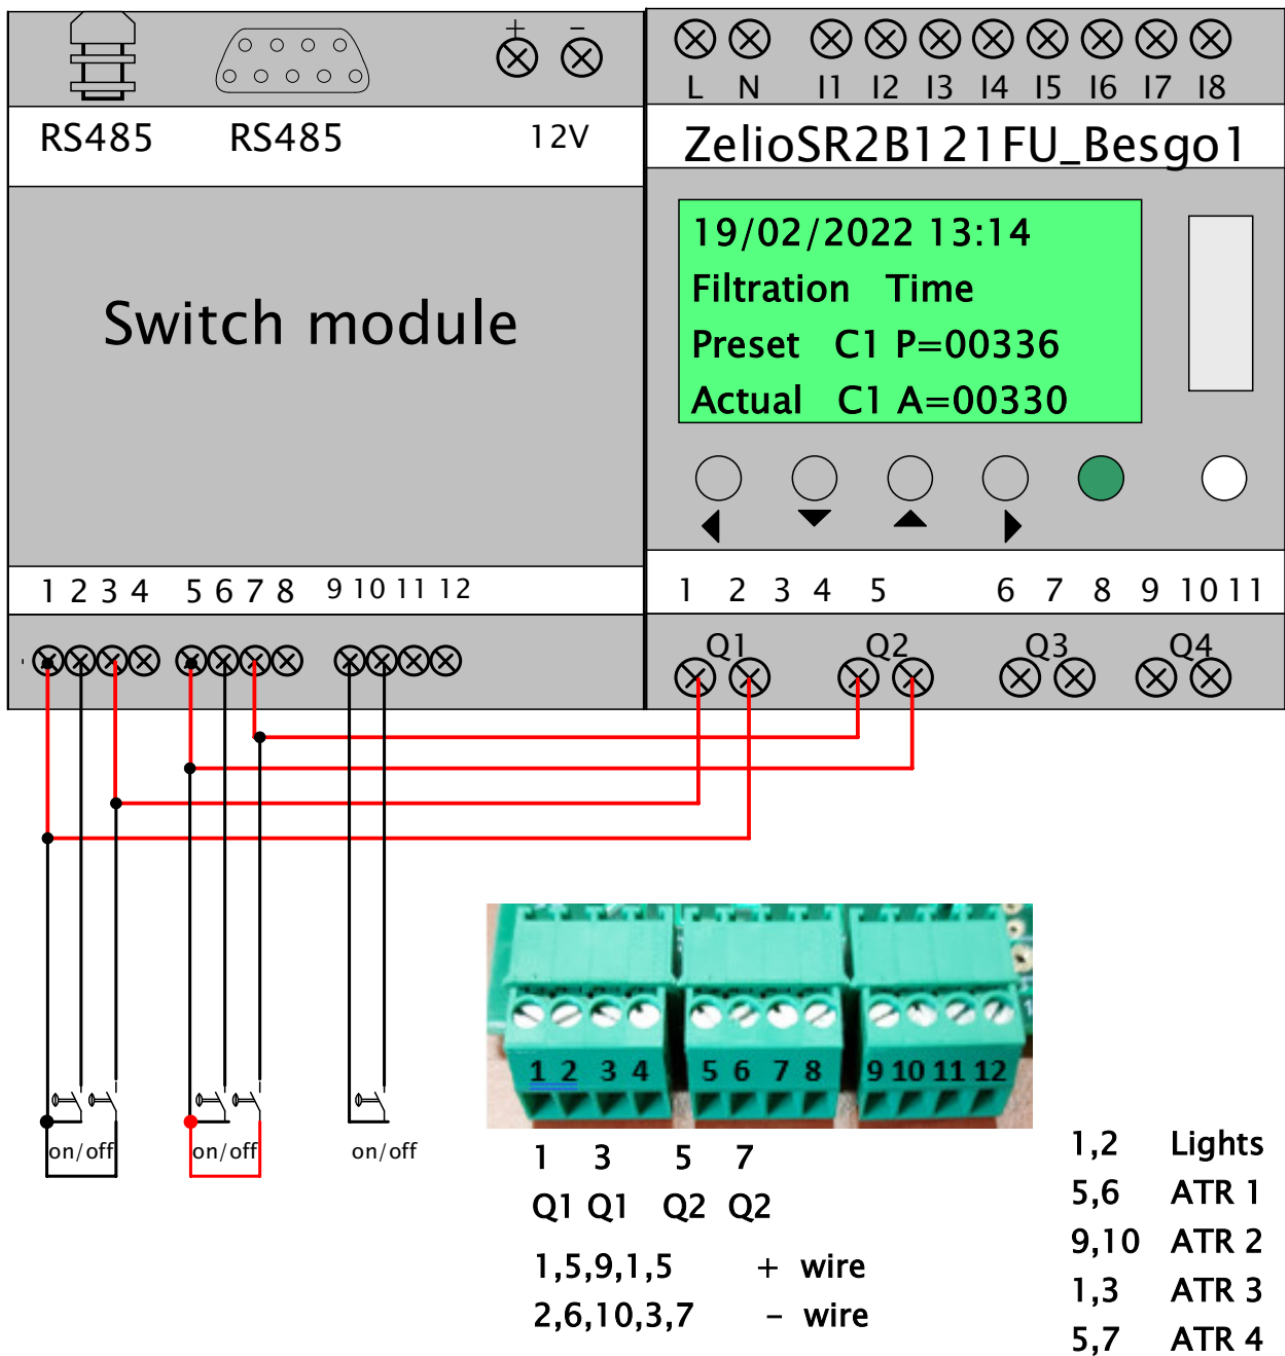 + −
L N I1 I2 I3 I4 I5 I6 I7 I8
RS485 RS485 12V
ZelioSR2B121FU_Besgo1
19/02/2022 13:14
Filtration Time
Preset C1 P=00336
Actual C1 A=00330
Switch module
1 2 3 4 5 6 7 8 9 10 11 12
1 2 3 4 5 6 7 8 9 10 11
Q1 Q2 Q3 Q4
on/off on/off on/off
1 2 3 4 5 6 7 8 9 10 11 12
1 3 5 7
Q1 Q1 Q2 Q2
1,5,9,1,5 + wire
2,6,10,3,7 – wire
1,2 Lights
5,6 ATR 1
9,10 ATR 2
1,3 ATR 3
5,7 ATR 4